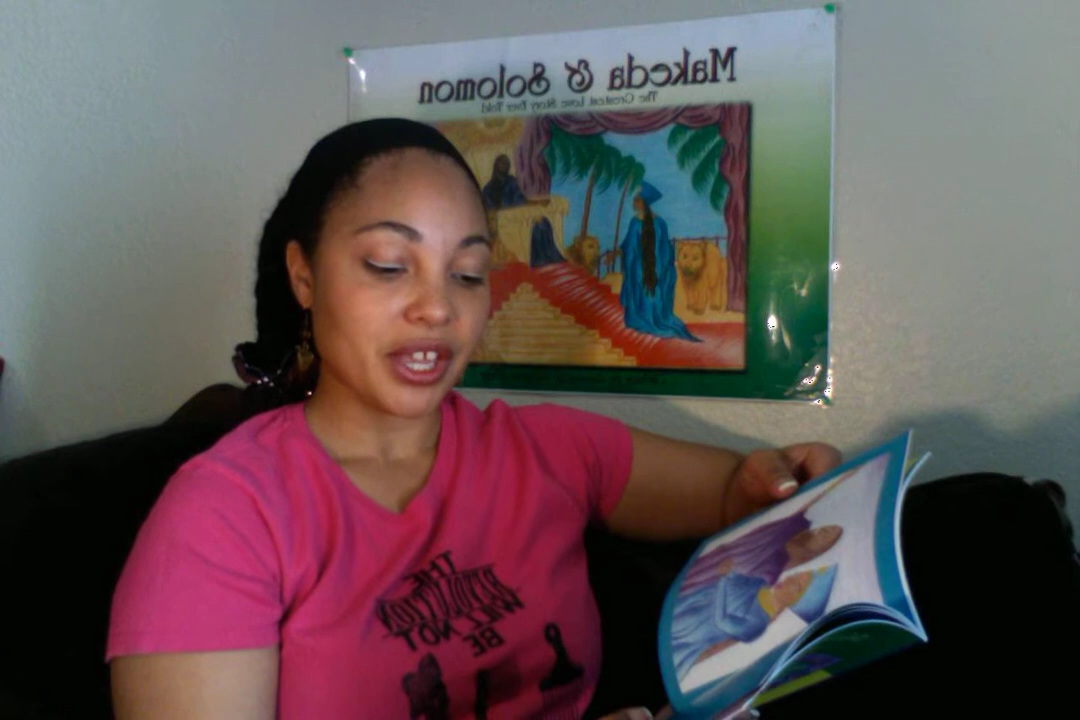 Makeda & Solomon
The Greatest Love Story Ever Told
THE
REVOLUTION
WILL NOT
BE